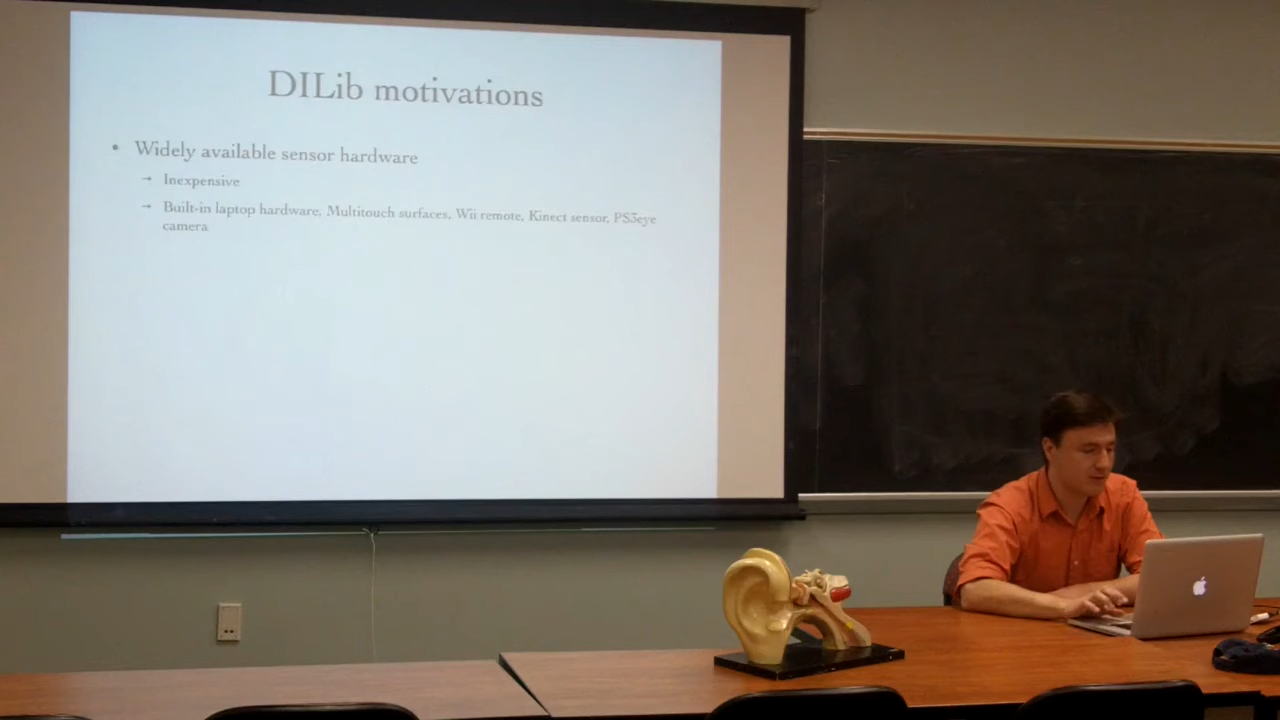 DILib motivations
• Widely available sensor hardware
→ Inexpensive
→ Built-in laptop hardware, Multitouch surfaces, Wii remote, Kinect sensor, PS3eye
camera